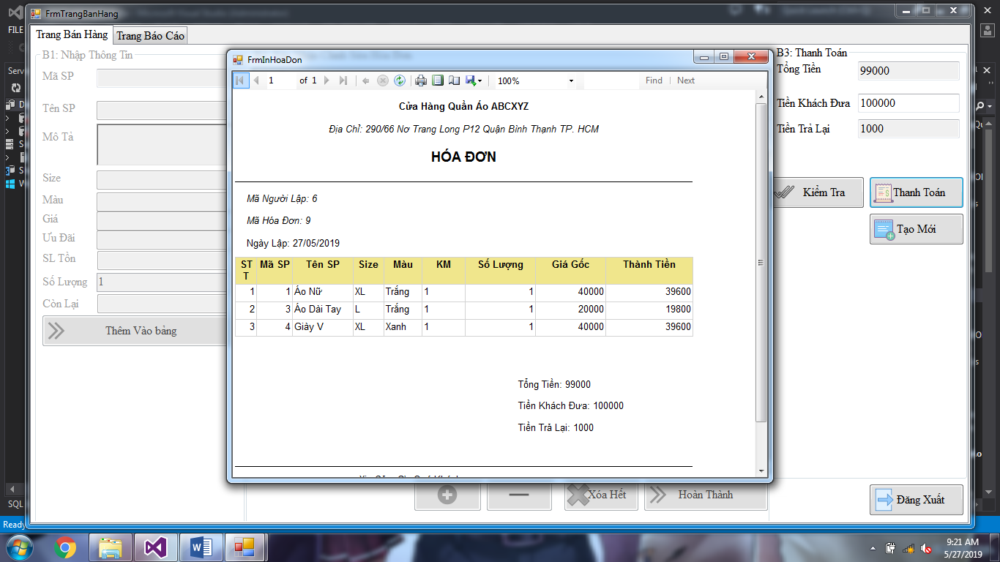 FrmTrangBanHang
FILE
Trang Bán Hàng
Trang Báo Cáo
B1: Nhập Thông Tin
Mã SP
Tên SP
Mô Tả
Size
Màu
Giá
Ưu Đãi
SL Tồn
Số Lượng 1
Còn Lại
Thêm Vào bảng
FrmInHoaDon
1 of 1
100%
Find
Next
Cửa Hàng Quần Áo ABCXYZ
Địa Chỉ: 290/66 Nơ Trang Long P12 Quận Bình Thạnh TP. HCM
HÓA ĐƠN
Mã Người Lập: 6
Mã Hóa Đơn: 9
Ngày Lập: 27/05/2019
STT Mã SP Tên SP Size Màu KM Số Lượng Giá Gốc Thành Tiền
1 1 Áo Nữ XL Trắng 1 1 40000 39600
2 3 Áo Dài Tay L Trắng 1 1 20000 19800
3 4 Giày V XL Xanh 1 1 40000 39600
Tổng Tiền: 99000
Tiền Khách Đưa: 100000
Tiền Trả Lại: 1000
B3: Thanh Toán
Tổng Tiền 99000
Tiền Khách Đưa 100000
Tiền Trả Lại 1000
Kiểm Tra
Thanh Toán
Tạo Mới
Xóa Hết
Hoàn Thành
Đăng Xuất
Serv
SQL
Ready
9:21 AM
5/27/2019